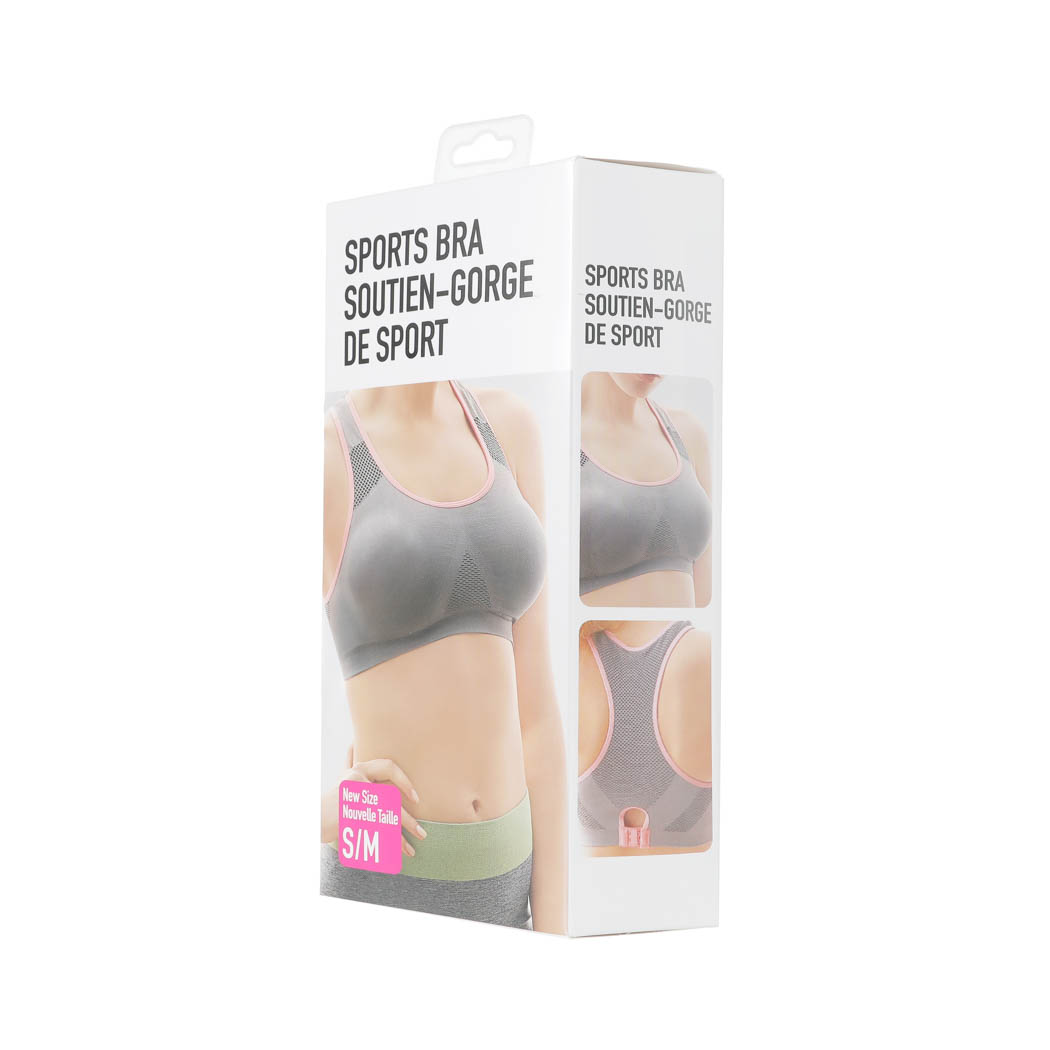 SPORTS BRA
SOUTIEN-GORGE
DE SPORT
New Size
Nouvelle Taille
S/M
SPORTS BRA
SOUTIEN-GORGE
DE SPORT